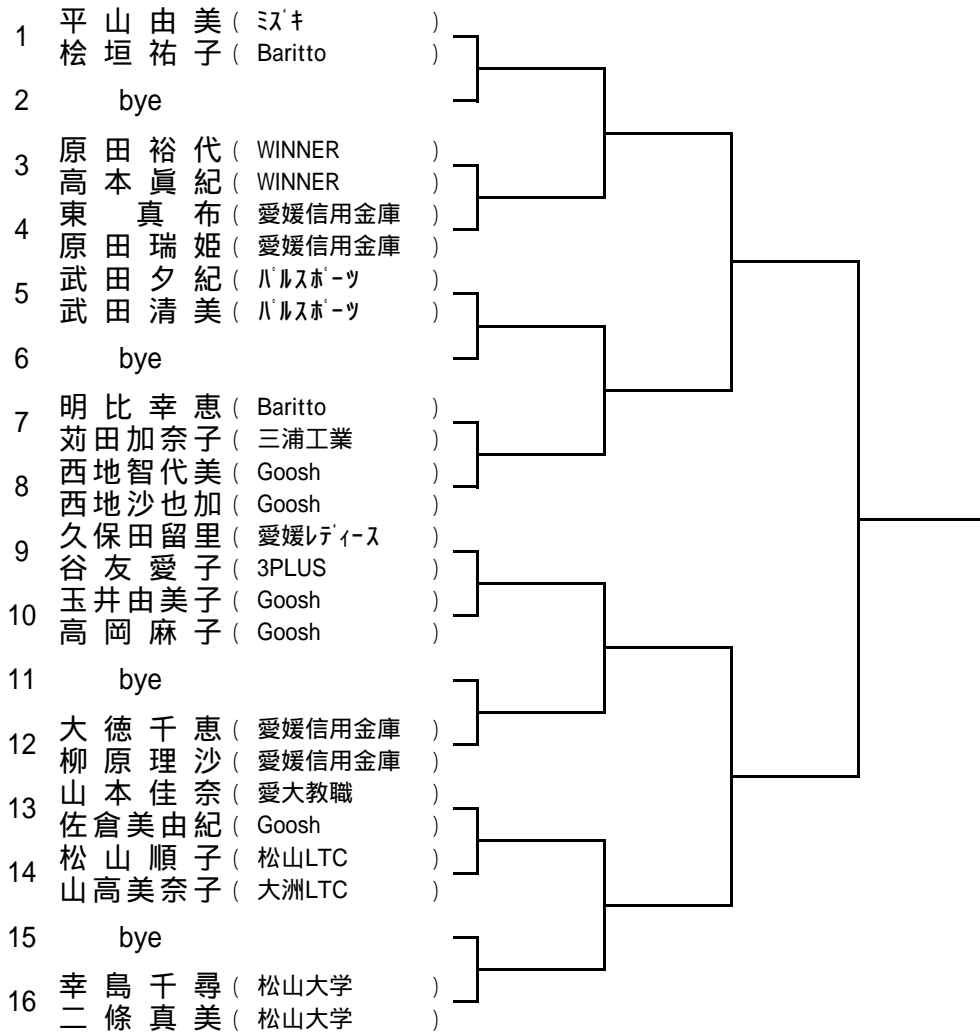 1 平山由美 ( ミズキ )
桧垣祐子 ( Baritto )
2 bye
3 原田裕代 ( WINNER )
高本眞紀 ( WINNER )
4 東真布 ( 愛媛信用金庫 )
原田瑞姫 ( 愛媛信用金庫 )
5 武田夕紀 ( パルスポーツ )
武田清美 ( パルスポーツ )
6 bye
7 明比幸恵 ( Baritto )
苅田加奈子 ( 三浦工業 )
8 西地智代美 ( Goosh )
西地沙也加 ( Goosh )
9 久保田留里 ( 愛媛レディース )
谷友愛子 ( 3PLUS )
10 玉井由美子 ( Goosh )
高岡麻子 ( Goosh )
11 bye
12 大徳千恵 ( 愛媛信用金庫 )
柳原理沙 ( 愛媛信用金庫 )
13 山本佳奈 ( 愛大教職 )
佐倉美由紀 ( Goosh )
14 松山順子 ( 松山LTC )
山高美奈子 ( 大洲LTC )
15 bye
16 幸島千尋 ( 松山大学 )
二條真美 ( 松山大学 )